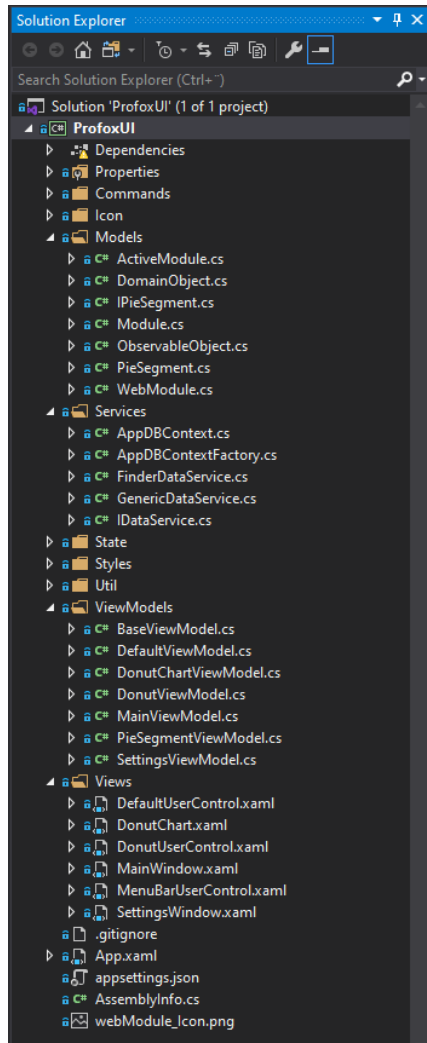 Solution Explorer
Search Solution Explorer (Ctrl+¨)
Solution 'ProfoxUI' (1 of 1 project)
C# ProfoxUI
Dependencies
Properties
Commands
Icon
Models
C# ActiveModule.cs
C# DomainObject.cs
C# IPieSegment.cs
C# Module.cs
C# ObservableObject.cs
C# PieSegment.cs
C# WebModule.cs
Services
C# AppDBContext.cs
C# AppDBContextFactory.cs
C# FinderDataService.cs
C# GenericDataService.cs
C# IDataService.cs
State
Styles
Util
ViewModels
C# BaseViewModel.cs
C# DefaultViewModel.cs
C# DonutChartViewModel.cs
C# DonutViewModel.cs
C# MainViewModel.cs
C# PieSegmentViewModel.cs
C# SettingsViewModel.cs
Views
DefaultUserControl.xaml
DonutChart.xaml
DonutUserControl.xaml
MainWindow.xaml
MenuBarUserControl.xaml
SettingsWindow.xaml
.gitignore
App.xaml
appsettings.json
C# AssemblyInfo.cs
webModule_Icon.png